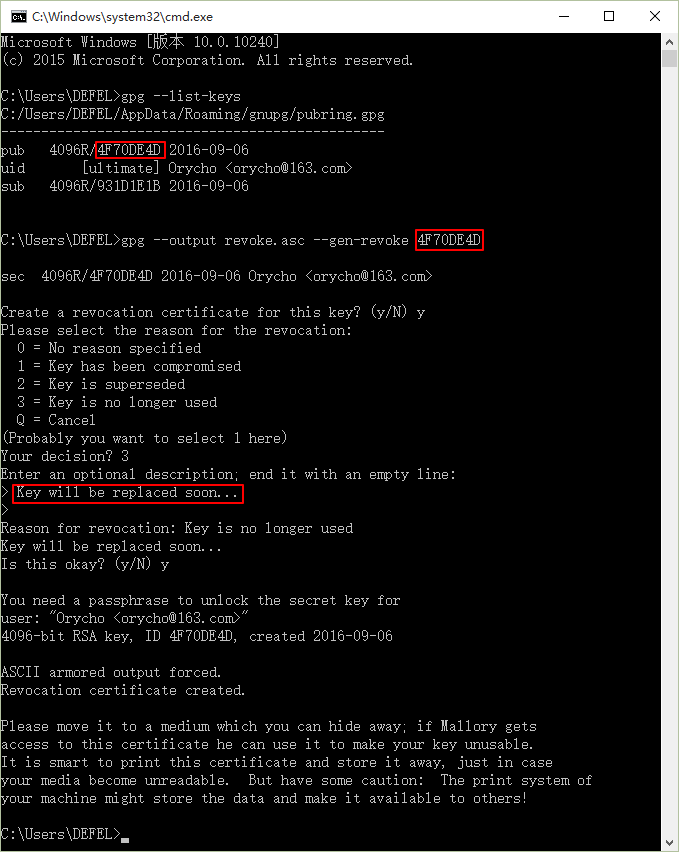 C:\Windows\system32\cmd.exe
Microsoft Windows [版本 10.0.10240]
(c) 2015 Microsoft Corporation. All rights reserved.
C:\Users\DEFEL>gpg --list-keys
C:/Users/DEFEL/AppData/Roaming/gnupg/pubring.gpg
------------------------------------------------
pub   4096R/4F70DE4D 2016-09-06
uid       [ultimate] Orycho <orycho@163.com>
sub   4096R/931D1E1B 2016-09-06
C:\Users\DEFEL>gpg --output revoke.asc --gen-revoke 4F70DE4D
sec  4096R/4F70DE4D 2016-09-06 Orycho <orycho@163.com>
Create a revocation certificate for this key? (y/N) y
Please select the reason for the revocation:
  0 = No reason specified
  1 = Key has been compromised
  2 = Key is superseded
  3 = Key is no longer used
  Q = Cancel
(Probably you want to select 1 here)
Your decision? 3
Enter an optional description; end it with an empty line:
> Key will be replaced soon...
>
Reason for revocation: Key is no longer used
Key will be replaced soon...
Is this okay? (y/N) y
You need a passphrase to unlock the secret key for
user: "Orycho <orycho@163.com>"
4096-bit RSA key, ID 4F70DE4D, created 2016-09-06
ASCII armored output forced.
Revocation certificate created.
Please move it to a medium which you can hide away; if Mallory gets
access to this certificate he can use it to make your key unusable.
It is smart to print this certificate and store it away, just in case
your media become unreadable.  But have some caution:  The print system of
your machine might store the data and make it available to others!
C:\Users\DEFEL>